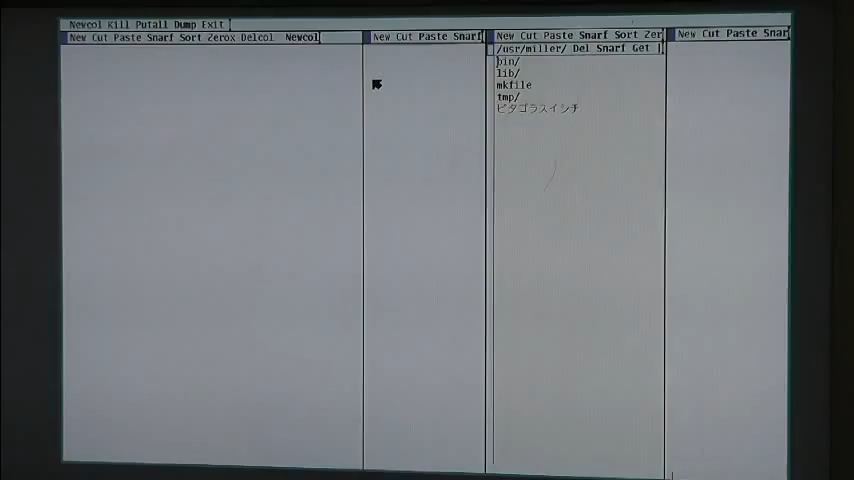 Newcol Kill Putall Dump Exit
New Cut Paste Snarf Sort Zerox Delcol Newcol
New Cut Paste Snarf
New Cut Paste Snarf Sort Zer
New Cut Paste Snar
/usr/miller/ Del Snarf Get |
bin/
lib/
mkfile
tmp/
ピタゴラスイシチ